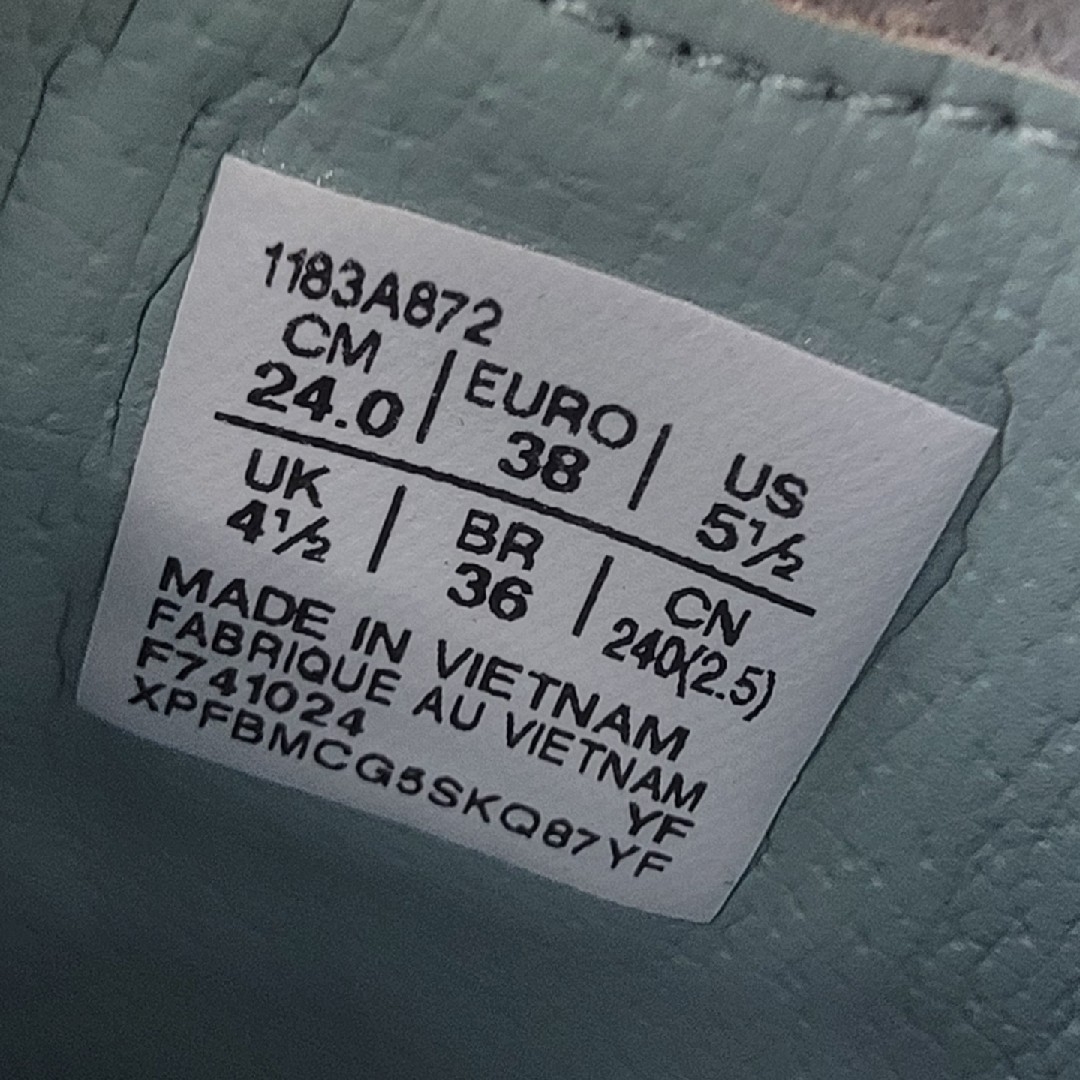 1183A872
CM | EURO | US
24.0 | 38 | 5½
UK | BR | CN
4½ | 36 | 240(2.5)
MADE IN VIETNAM
FABRIQUE AU VIETNAM
F741024 YF
XPFBMCG5SKQ87YF